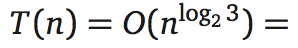 T(n) = O(n^{log_2 3}) =